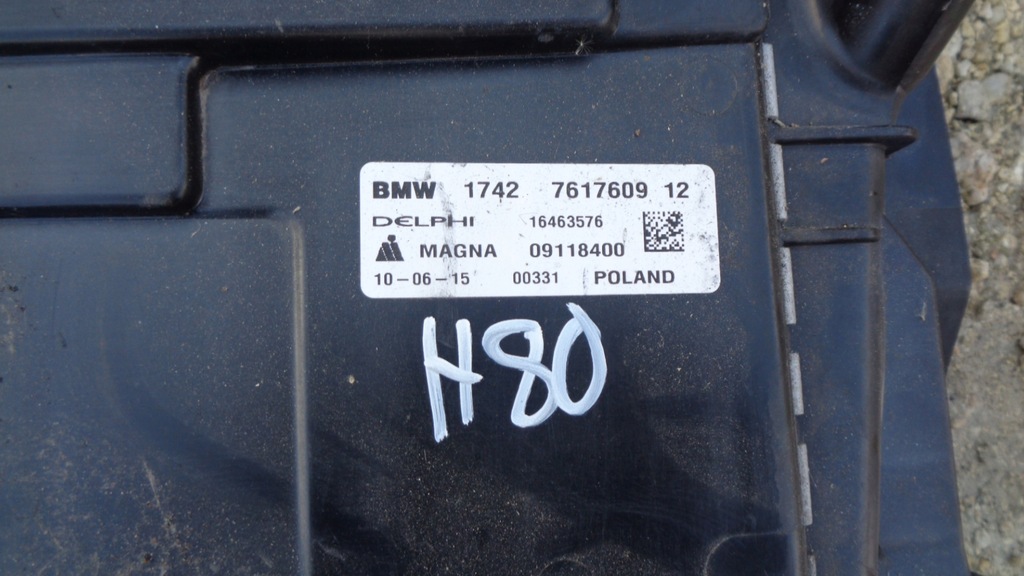 BMW 1742 7617609 12
DELPHI 16463576
MAGNA 09118400
10-06-15 00331 POLAND
H80